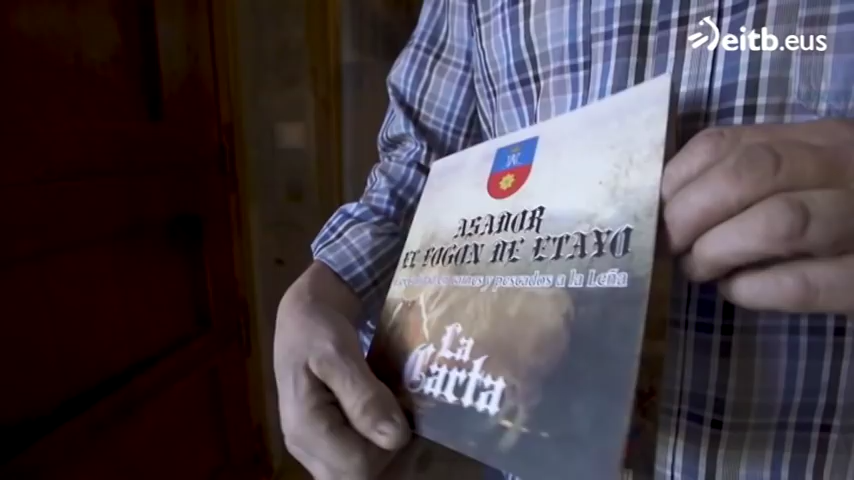 eitb.eus
ASADOR
EL FOGON DE ETAYO
carnes y pescados a la Leña
La
Carta